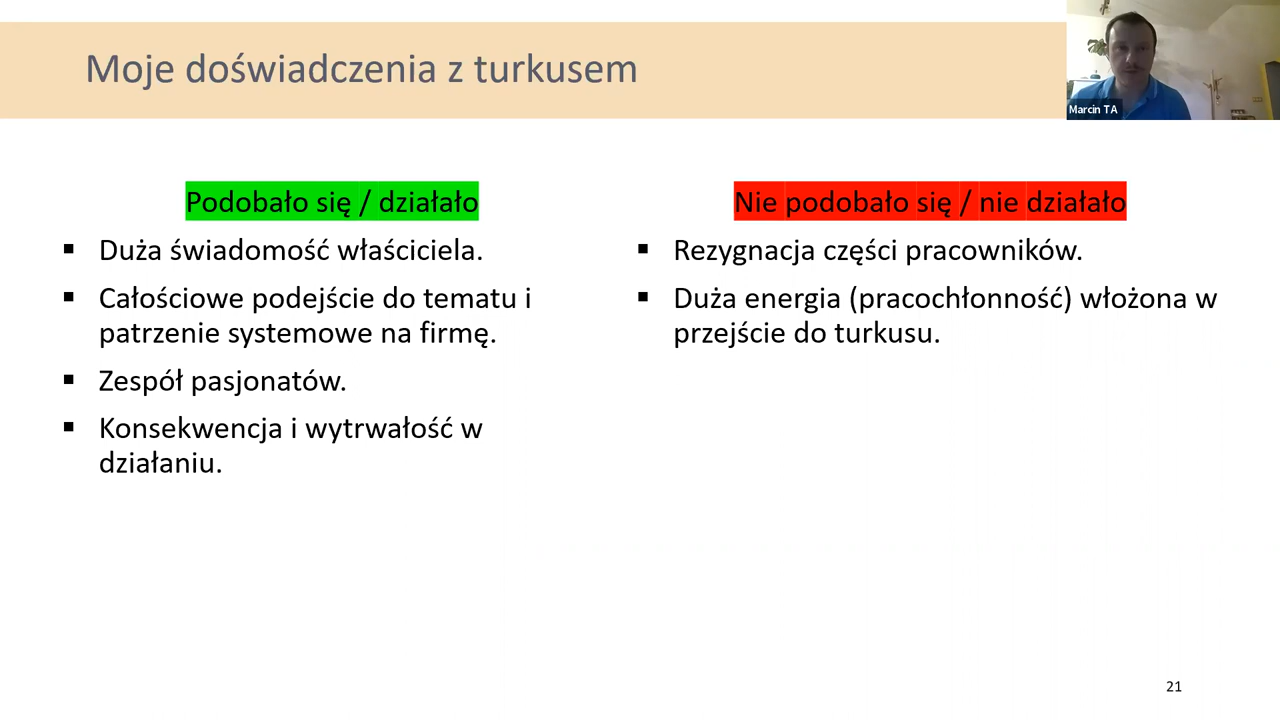 Moje doświadczenia z turkusem
Marcin TA
Podobało się / działało
▪ Duża świadomość właściciela.
▪ Całościowe podejście do tematu i
patrzenie systemowe na firmę.
▪ Zespół pasjonatów.
▪ Konsekwencja i wytrwałość w
działaniu.
Nie podobało się / nie działało
▪ Rezygnacja części pracowników.
▪ Duża energia (pracochłonność) włożona w
przejście do turkusu.
21